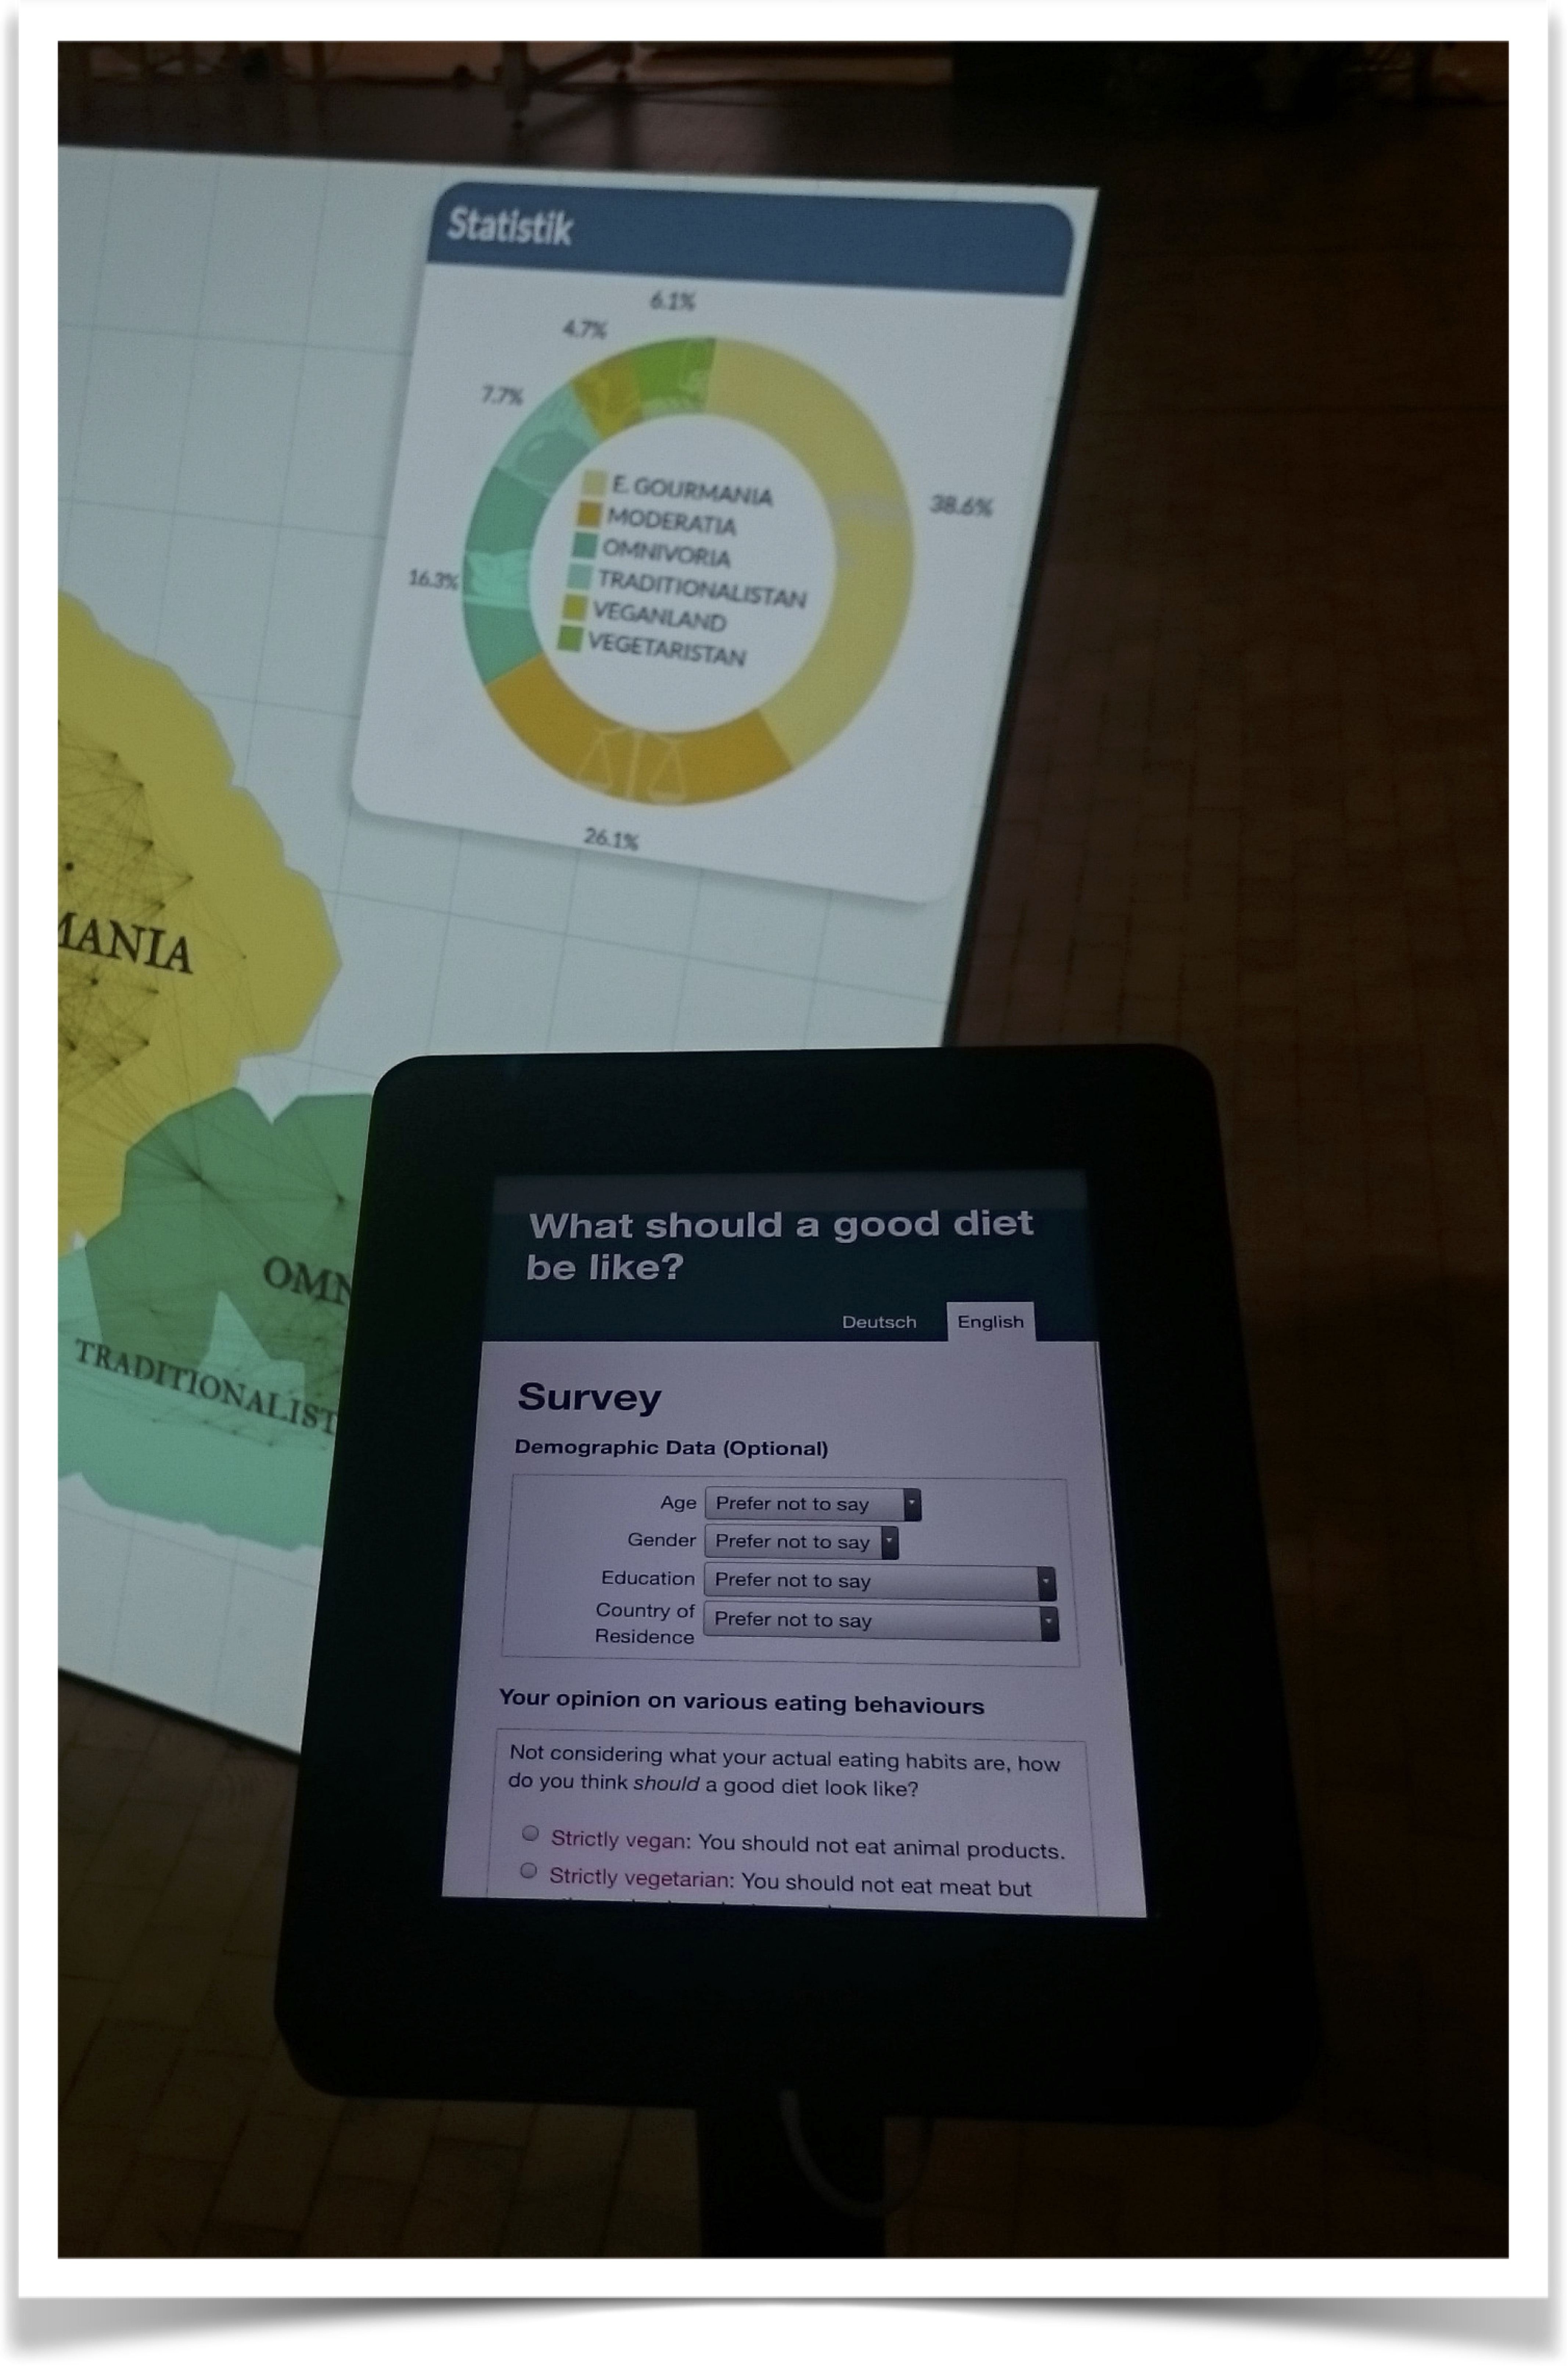 Statistik
6.1%
4.7%
7.7%
38.6%
16.3%
26.1%
E. GOURMANIA
MODERATIA
OMNIVORIA
TRADITIONALISTAN
VEGANLAND
VEGETARISTAN
MANIA
OMN
TRADITIONALIST
What should a good diet
be like?
Deutsch English
Survey
Demographic Data (Optional)
Age Prefer not to say
Gender Prefer not to say
Education Prefer not to say
Country of
Residence Prefer not to say
Your opinion on various eating behaviours
Not considering what your actual eating habits are, how
do you think should a good diet look like?
Strictly vegan: You should not eat animal products.
Strictly vegetarian: You should not eat meat but